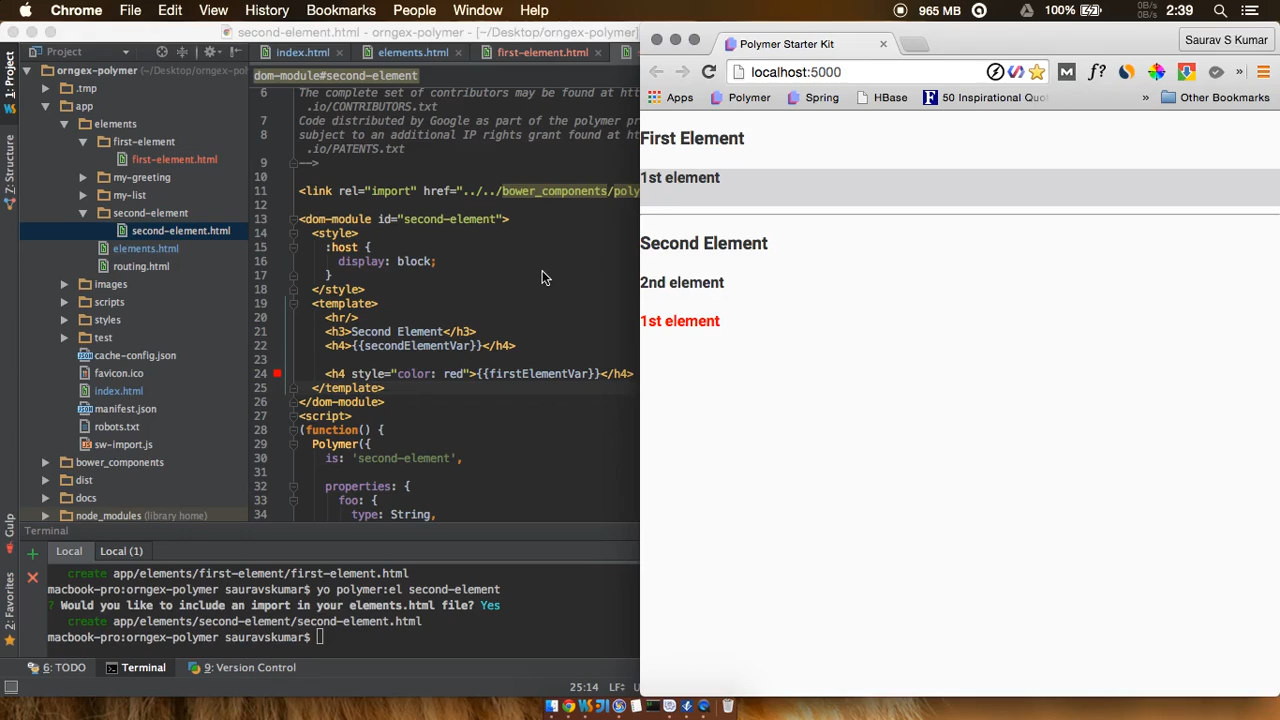 Chrome File Edit View History Bookmarks People Window Help 965 MB 0B/s 0B/s 100% 2:39
second-element.html - orngex-polymer - [~/Desktop/orngex-
Project
index.html elements.html first-element.html
orngex-polymer (~/Desktop/orngex-pol
.tmp
app
elements
first-element
first-element.html
my-greeting
my-list
second-element
second-element.html
elements.html
routing.html
images
scripts
styles
test
cache-config.json
favicon.ico
index.html
manifest.json
robots.txt
sw-import.js
bower_components
dist
docs
node_modules (library home)
1: Project
7: Structure
Gulp
2: Favorites
dom-module#second-element
6 The complete set of contributors may be found at
.io/CONTRIBUTORS.txt
7 Code distributed by Google as part of the polymer
8 subject to an additional IP rights grant found at
.io/PATENTS.txt
9 -->
10
11 <link rel="import" href="../../bower_components/poly
12
13 <dom-module id="second-element">
14 <style>
15 :host {
16 display: block;
17 }
18 </style>
19 <template>
20 <hr/>
21 <h3>Second Element</h3>
22 <h4>{{secondElementVar}}</h4>
23
24 <h4 style="color: red">{{firstElementVar}}</h4>
25 </template>
26 </dom-module>
27 <script>
28 (function() {
29 Polymer({
30 is: 'second-element',
31
32 properties: {
33 foo: {
34 type: String,
Terminal
Local Local (1)
create app/elements/first-element/first-element.html
macbook-pro:orngex-polymer sauravskumar$ yo polymer:el second-element
? Would you like to include an import in your elements.html file? Yes
create app/elements/second-element/second-element.html
macbook-pro:orngex-polymer sauravskumar$
6: TODO Terminal 9: Version Control
25:14 LF÷ U
Polymer Starter Kit
Saurav S Kumar
localhost:5000
M f?
»
Apps Polymer Spring HBase 50 Inspirational Quot » Other Bookmarks
First Element
1st element
Second Element
2nd element
1st element